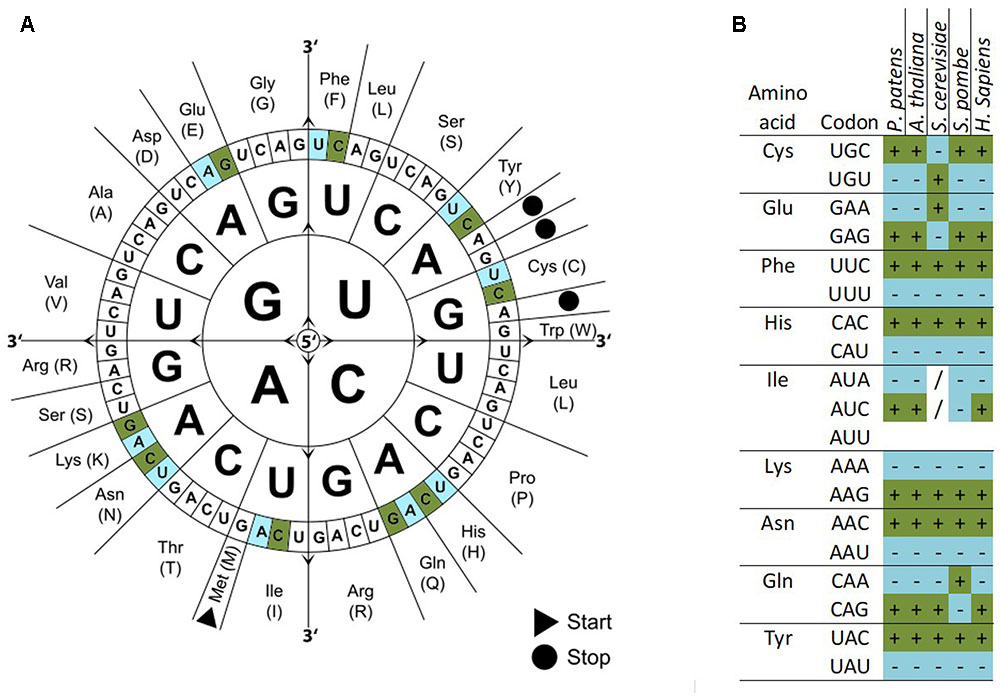 A
3'
Gly
(G)
Phe
(F)
Leu
(L)
Ser
(S)
Tyr
(Y)
Cys (C)
Trp (W)
3'
Leu
(L)
Pro
(P)
His
(H)
Gln
(Q)
Arg
(R)
3'
Ile
(I)
Met (M)
Thr
(T)
Asn
(N)
Lys (K)
Ser (S)
Arg (R)
3'
Val
(V)
Ala
(A)
Asp
(D)
Glu
(E)
U C A G U C A G U C A G U C A G
U C A G U C A G U C A G U C A G
U C A G U C A G U C A G U C A G
U C A G U C A G U C A G U C A G
U C A G
U C A G
U C A G
U C A G
G U
5'
A C
Start
Stop
B
P. patens
A. thaliana
S. cerevisiae
S. pombe
H. Sapiens
Amino
acid Codon
Cys UGC + + - + +
UGU - - + - -
Glu GAA - - + - -
GAG + + - + +
Phe UUC + + + + +
UUU - - - - -
His CAC + + + + +
CAU - - - - -
Ile AUA - - / - -
AUC + + / - +
AUU
Lys AAA - - - - -
AAG + + + + +
Asn AAC + + + + +
AAU - - - - -
Gln CAA - - - + -
CAG + + + - +
Tyr UAC + + + + +
UAU - - - - -